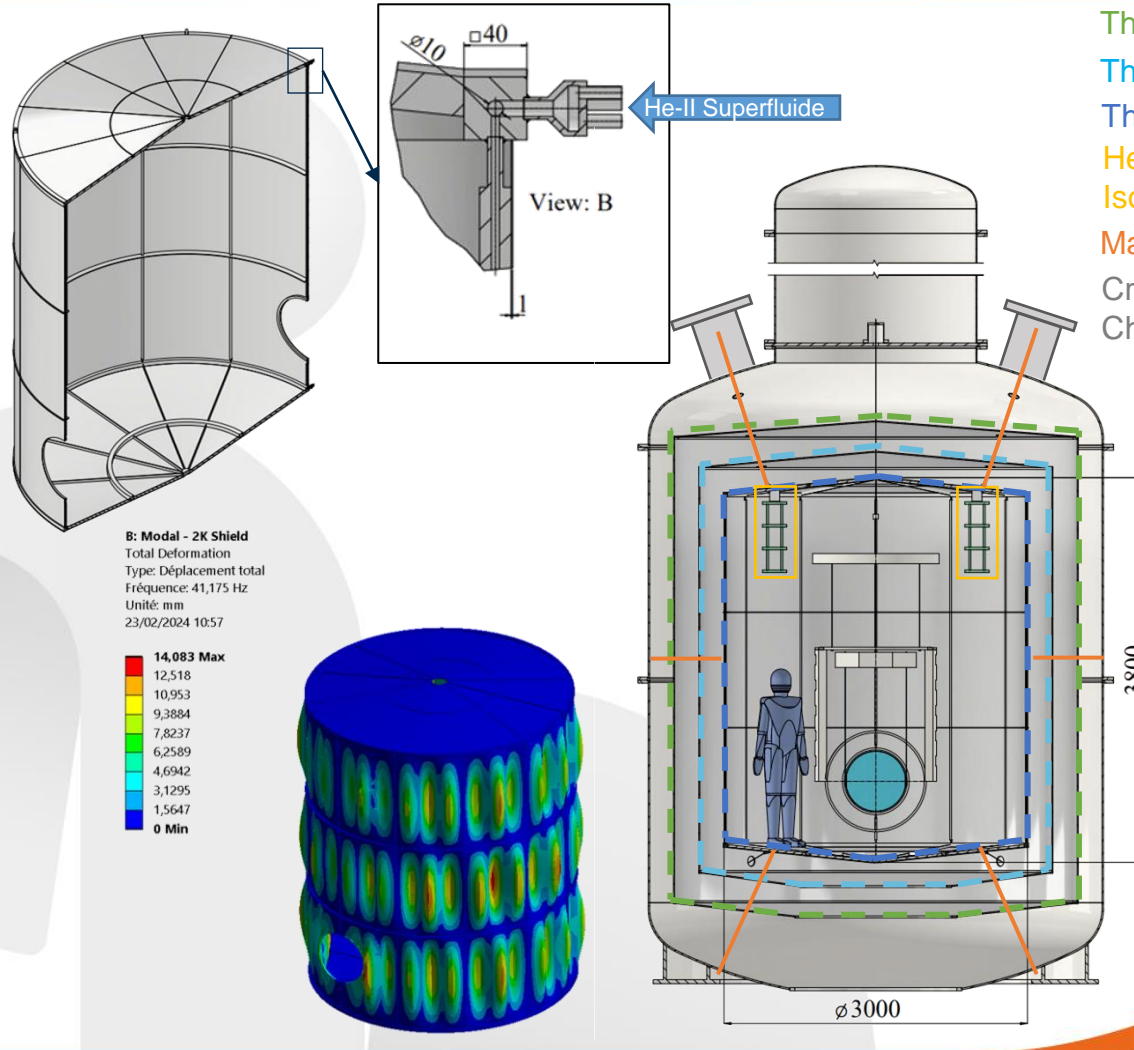 ⌀10
□40
He-II Superfluide
View: B
1
Th
Th
Th
He
Iso
Ma
Cr
Ch
B: Modal - 2K Shield
Total Deformation
Type: Déplacement total
Fréquence: 41,175 Hz
Unité: mm
23/02/2024 10:57
14,083 Max
12,518
10,953
9,3884
7,8237
6,2589
4,6942
3,1295
1,5647
0 Min
3800
⌀3000